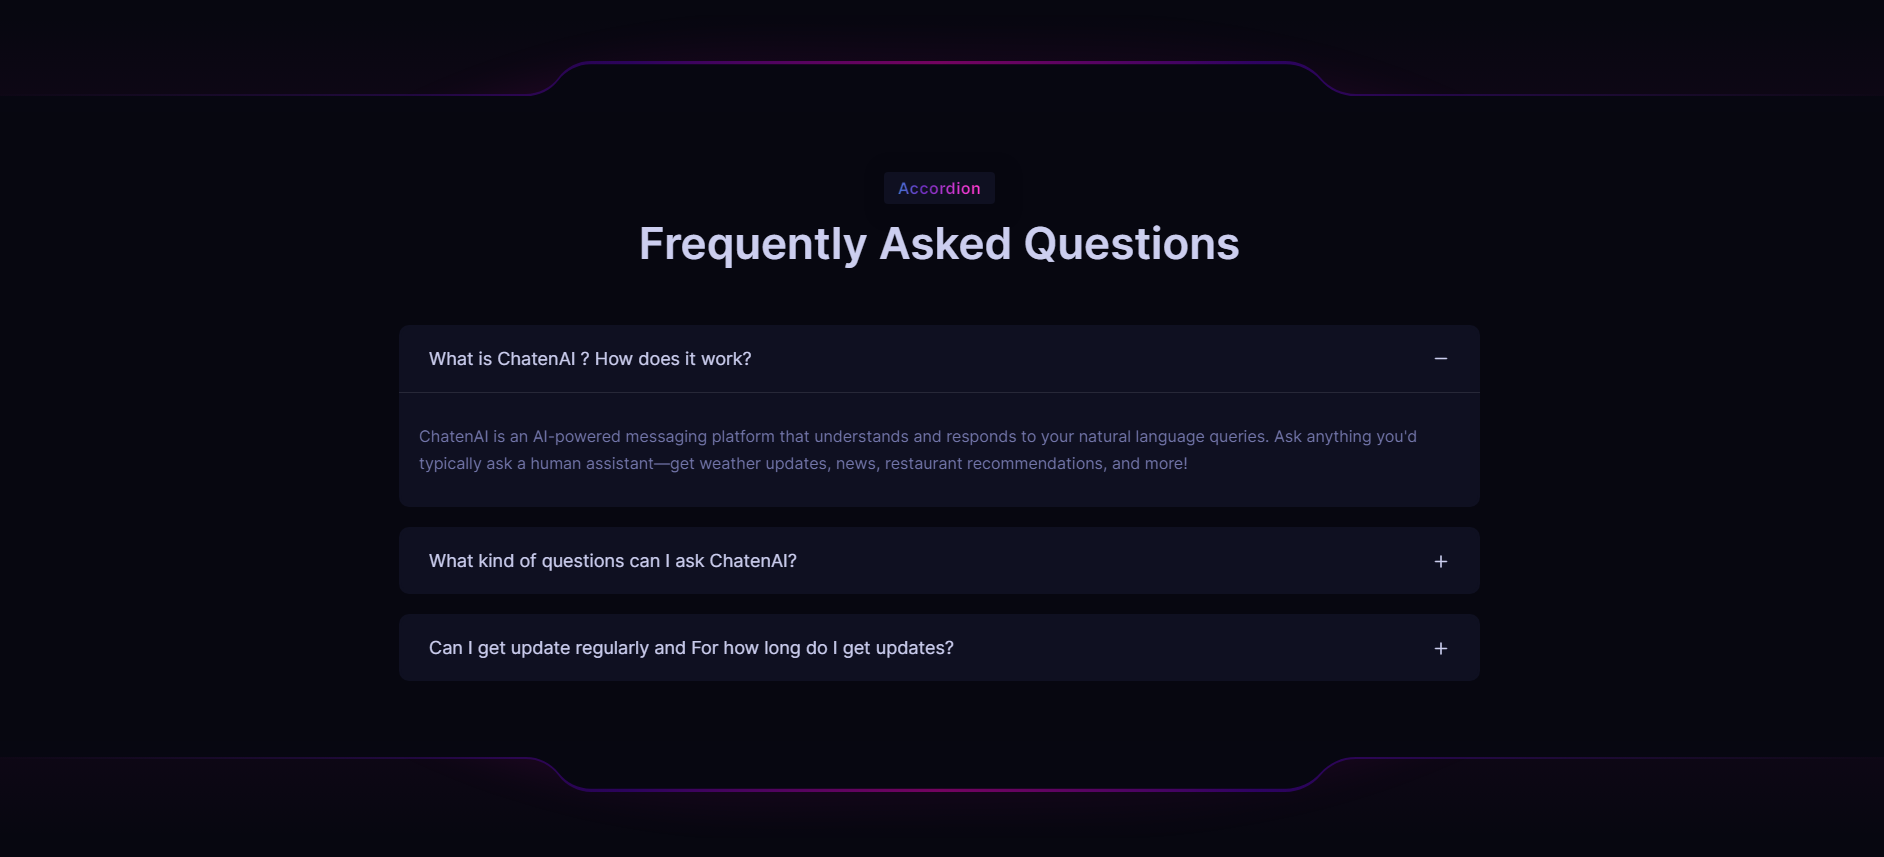 Accordion
Frequently Asked Questions
What is ChatenAI ? How does it work?
ChatenAI is an AI-powered messaging platform that understands and responds to your natural language queries. Ask anything you'd
typically ask a human assistant—get weather updates, news, restaurant recommendations, and more!
What kind of questions can I ask ChatenAI?
Can I get update regularly and For how long do I get updates?